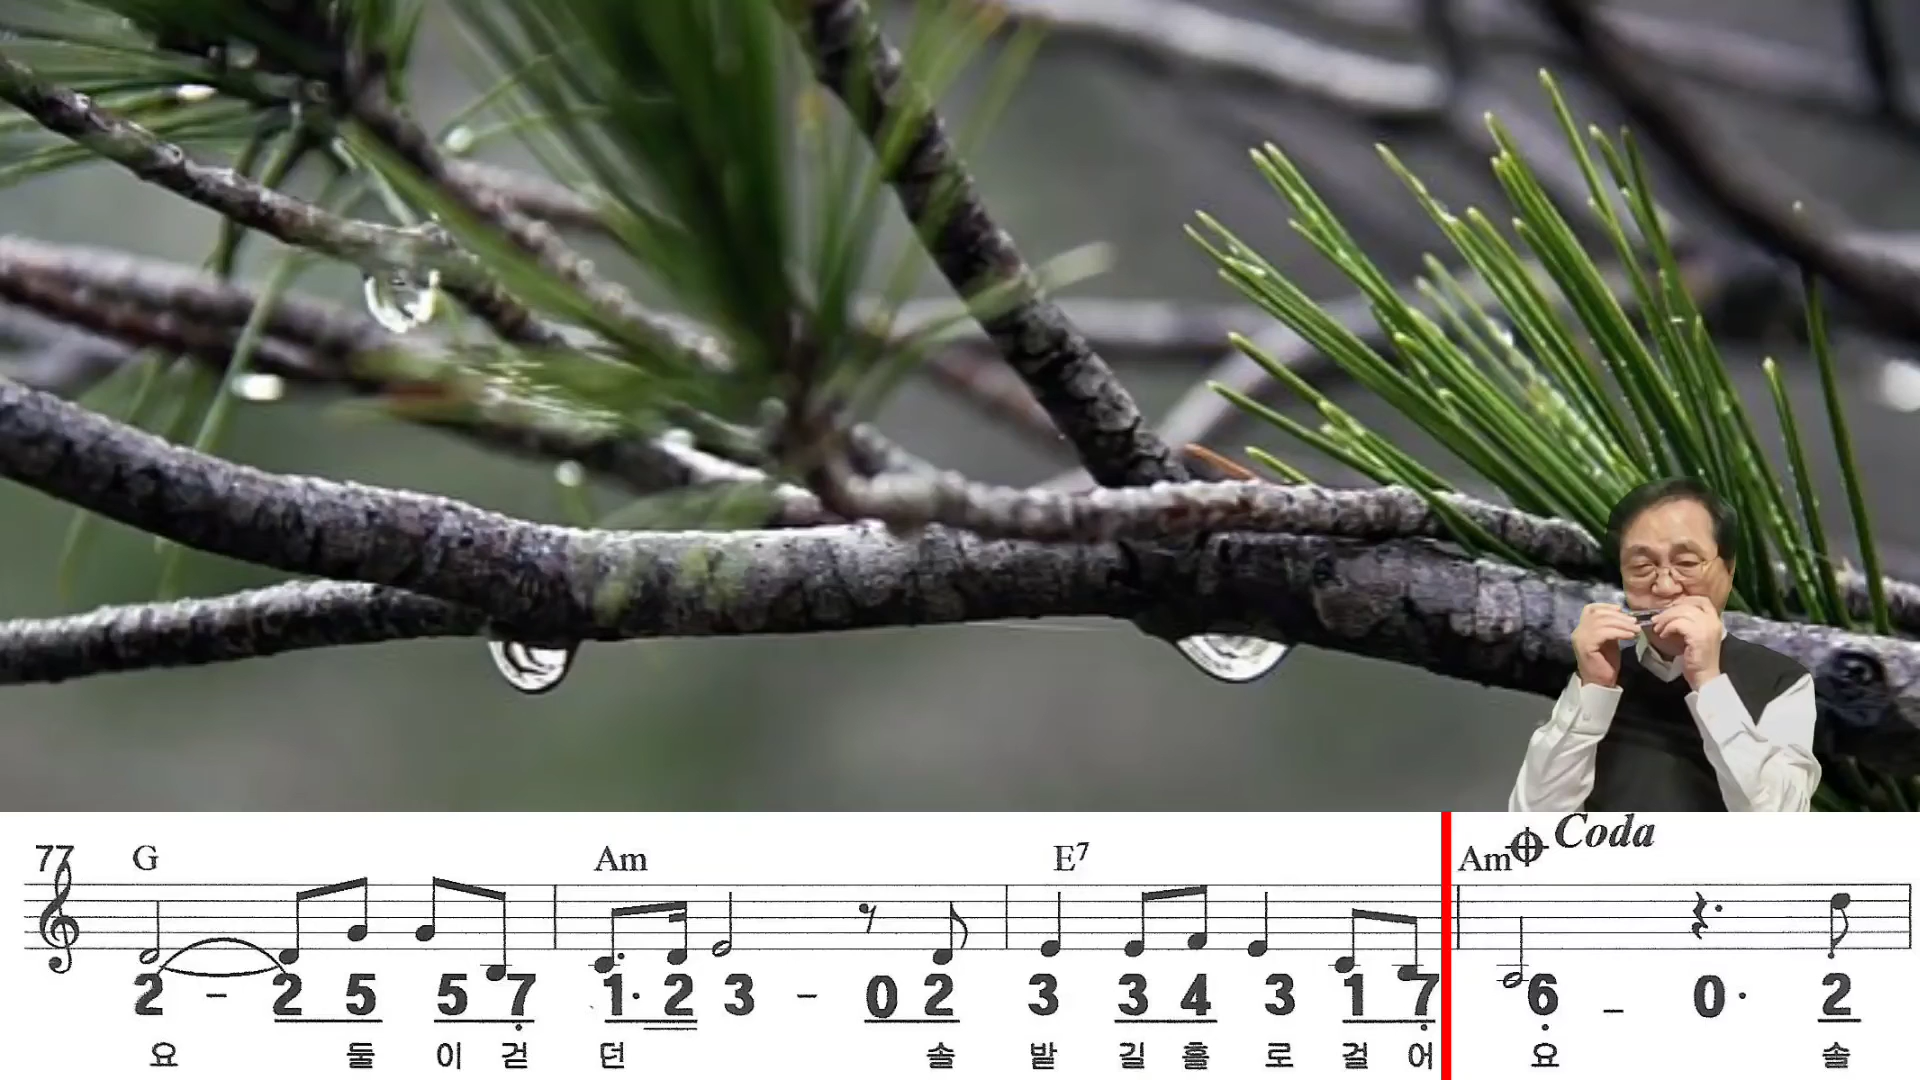 Coda
77 G Am E7 Am
2 - 2 5 5 7 1· 2 3 - 0 2 3 3 4 3 1 7 6 - 0· 2
요 둘 이 걷 던 솔 밭 길 홀 로 걸 어 요 솔